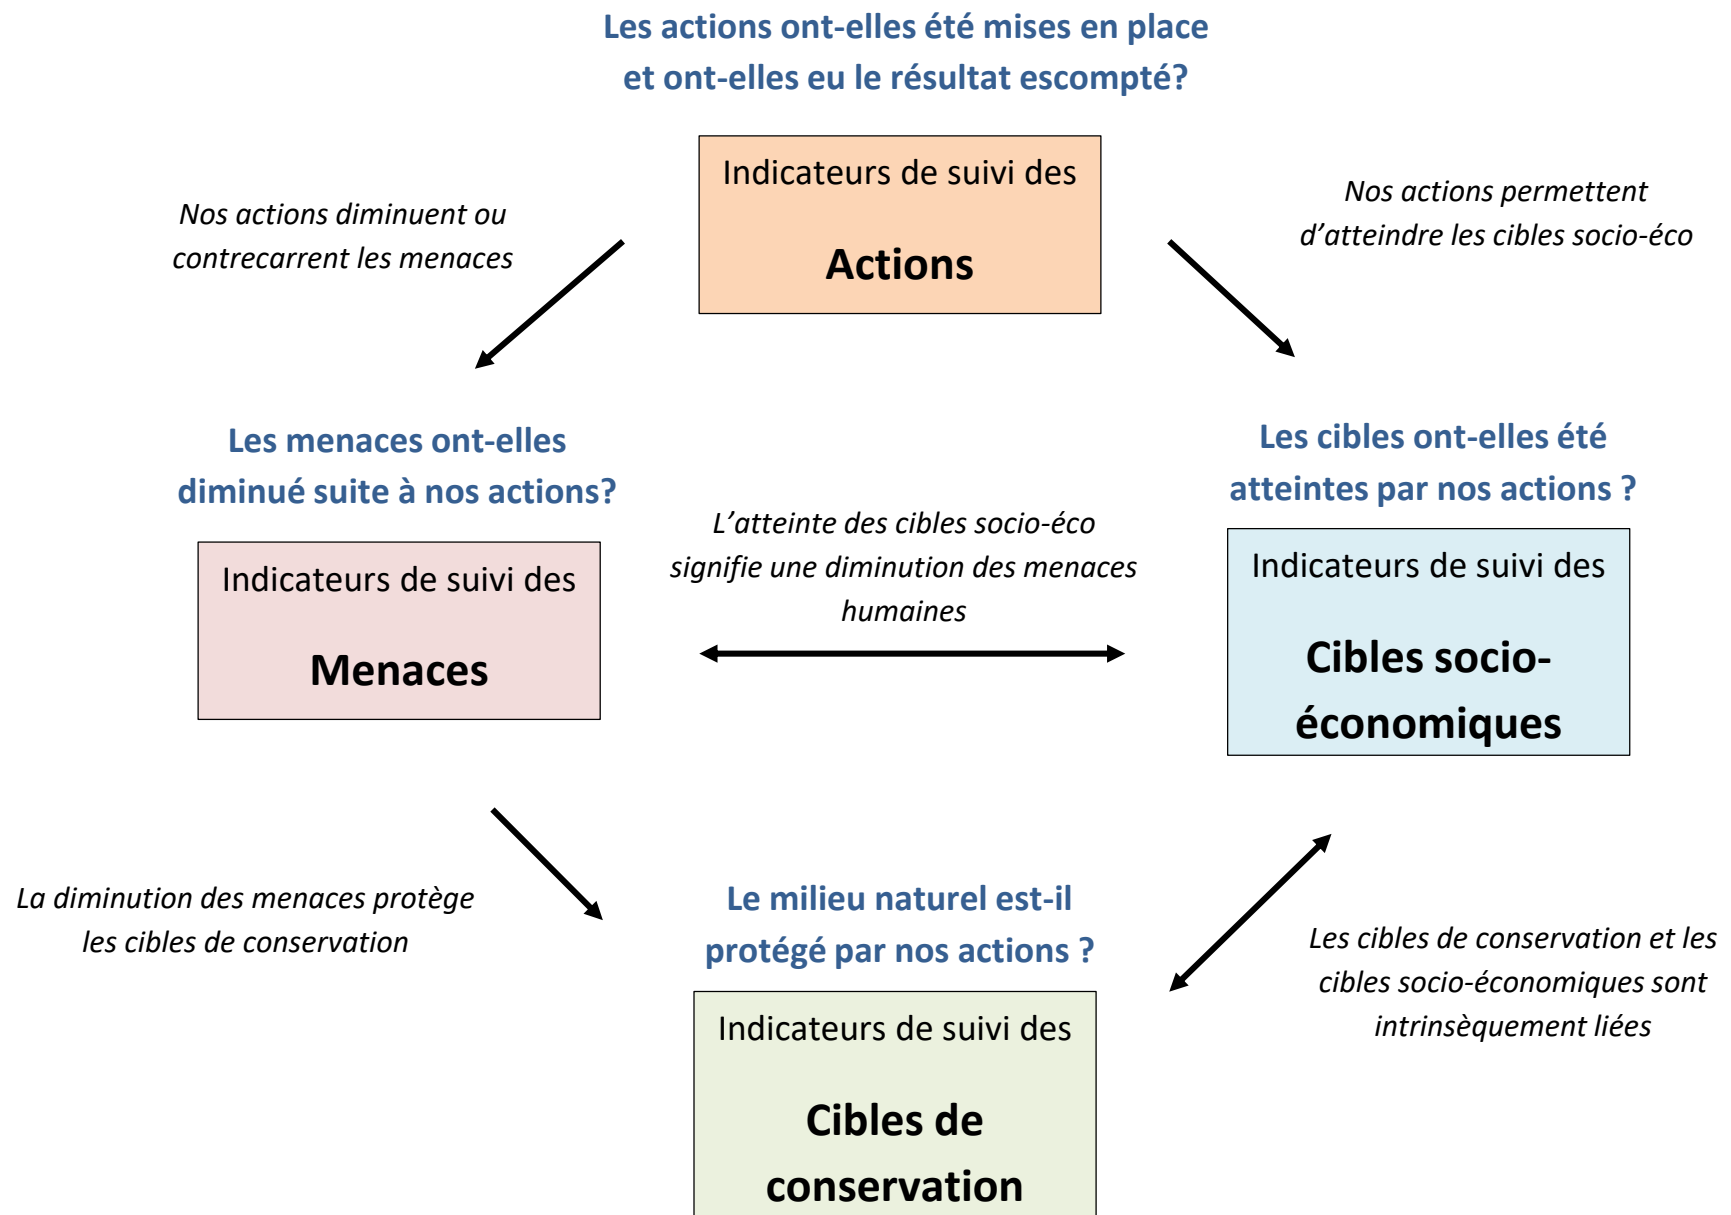 Les actions ont-elles été mises en place
et ont-elles eu le résultat escompté?
Indicateurs de suivi des
Actions
Nos actions diminuent ou
contrecarrent les menaces
Nos actions permettent
d’atteindre les cibles socio-éco
Les menaces ont-elles
diminué suite à nos actions?
Indicateurs de suivi des
Menaces
L’atteinte des cibles socio-éco
signifie une diminution des menaces
humaines
Les cibles ont-elles été
atteintes par nos actions ?
Indicateurs de suivi des
Cibles socio-
économiques
La diminution des menaces protège
les cibles de conservation
Le milieu naturel est-il
protégé par nos actions ?
Indicateurs de suivi des
Cibles de
conservation
Les cibles de conservation et les
cibles socio-économiques sont
intrinsèquement liées